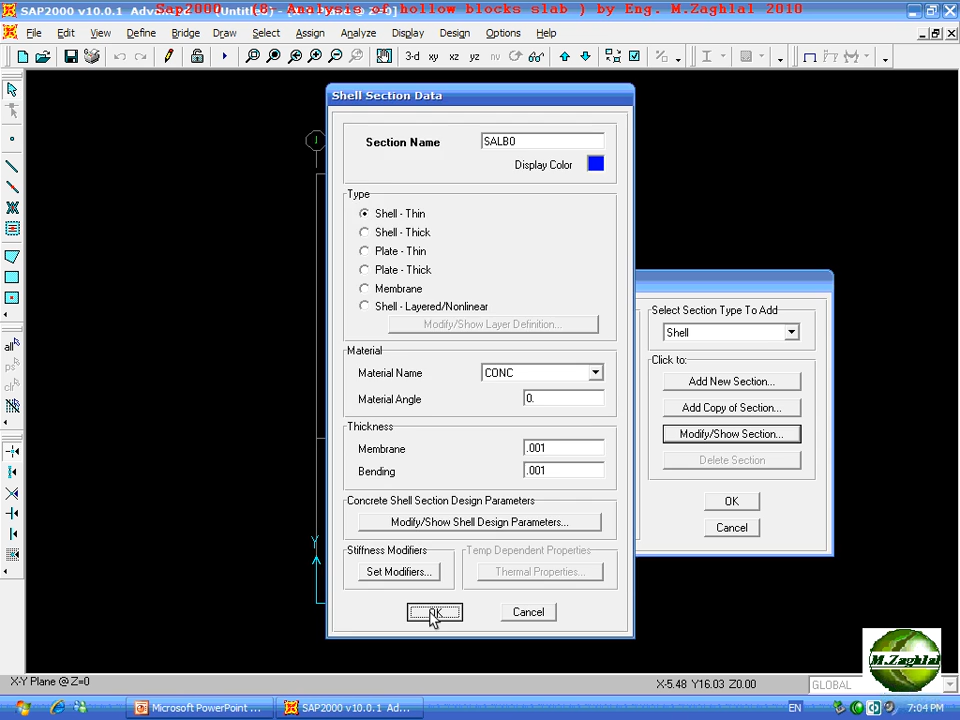 SAP2000 v10.0.1 Advanced (Untitled)
Sap2000 (8- Analysis of hollow blocks slab ) by Eng. M.Zaghlal 2010
File Edit View Define Bridge Draw Select Assign Analyze Display Design Options Help
3-d xy xz yz nv
Shell Section Data
Section Name SALB0
Display Color
Type
Shell - Thin
Shell - Thick
Plate - Thin
Plate - Thick
Membrane
Shell - Layered/Nonlinear
Modify/Show Layer Definition...
Material
Material Name CONC
Material Angle 0.
Thickness
Membrane .001
Bending .001
Concrete Shell Section Design Parameters
Modify/Show Shell Design Parameters...
Stiffness Modifiers
Set Modifiers...
Temp Dependent Properties
Thermal Properties...
OK Cancel
Select Section Type To Add
Shell
Click to:
Add New Section...
Add Copy of Section...
Modify/Show Section...
Delete Section
OK
Cancel
1
Y
all
ps
clr
M.Zaghlal
X-Y Plane @ Z=0
X-5.48 Y16.03 Z0.00
GLOBAL
Microsoft PowerPoint ...
SAP2000 v10.0.1 Ad...
EN
7:04 PM